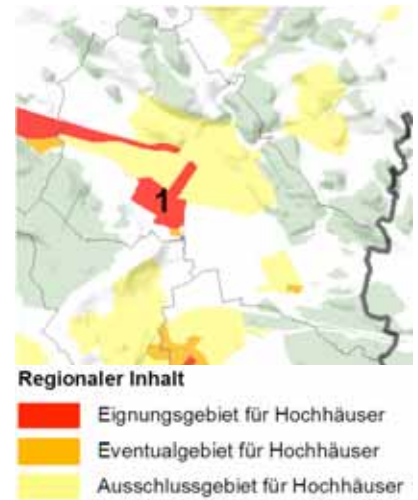 1
Regionaler Inhalt
Eignungsgebiet für Hochhäuser
Eventualgebiet für Hochhäuser
Ausschlussgebiet für Hochhäuser